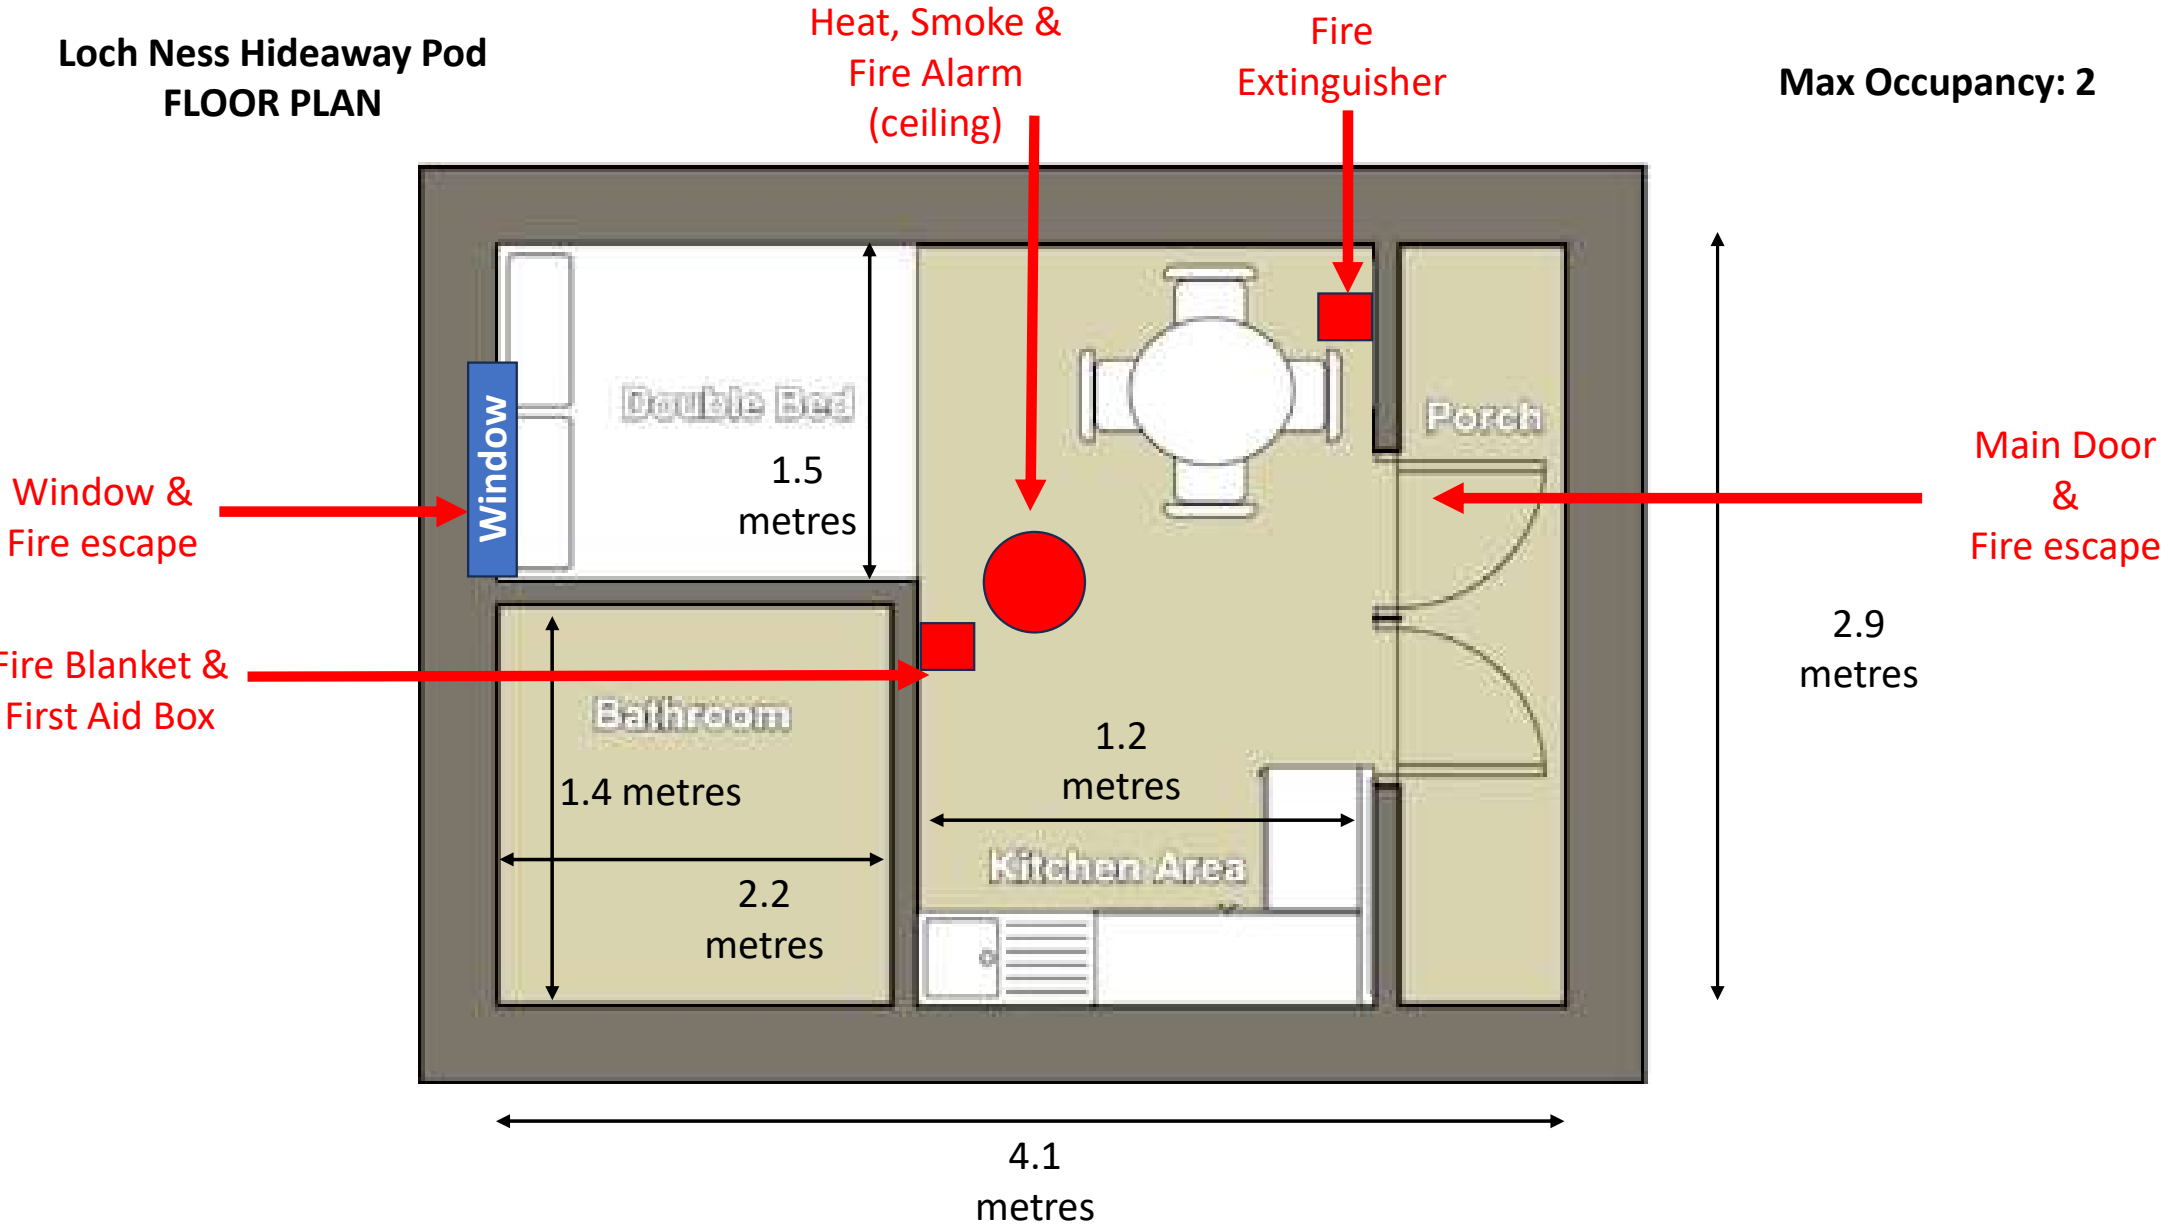 Loch Ness Hideaway Pod
FLOOR PLAN
Heat, Smoke &
Fire Alarm
(ceiling)
Fire
Extinguisher
Max Occupancy: 2
Window &
Fire escape
Window
Double Bed
1.5
metres
Porch
Main Door
&
Fire escape
Fire Blanket &
First Aid Box
Bathroom
1.4 metres
2.2
metres
1.2
metres
Kitchen Area
2.9
metres
4.1
metres